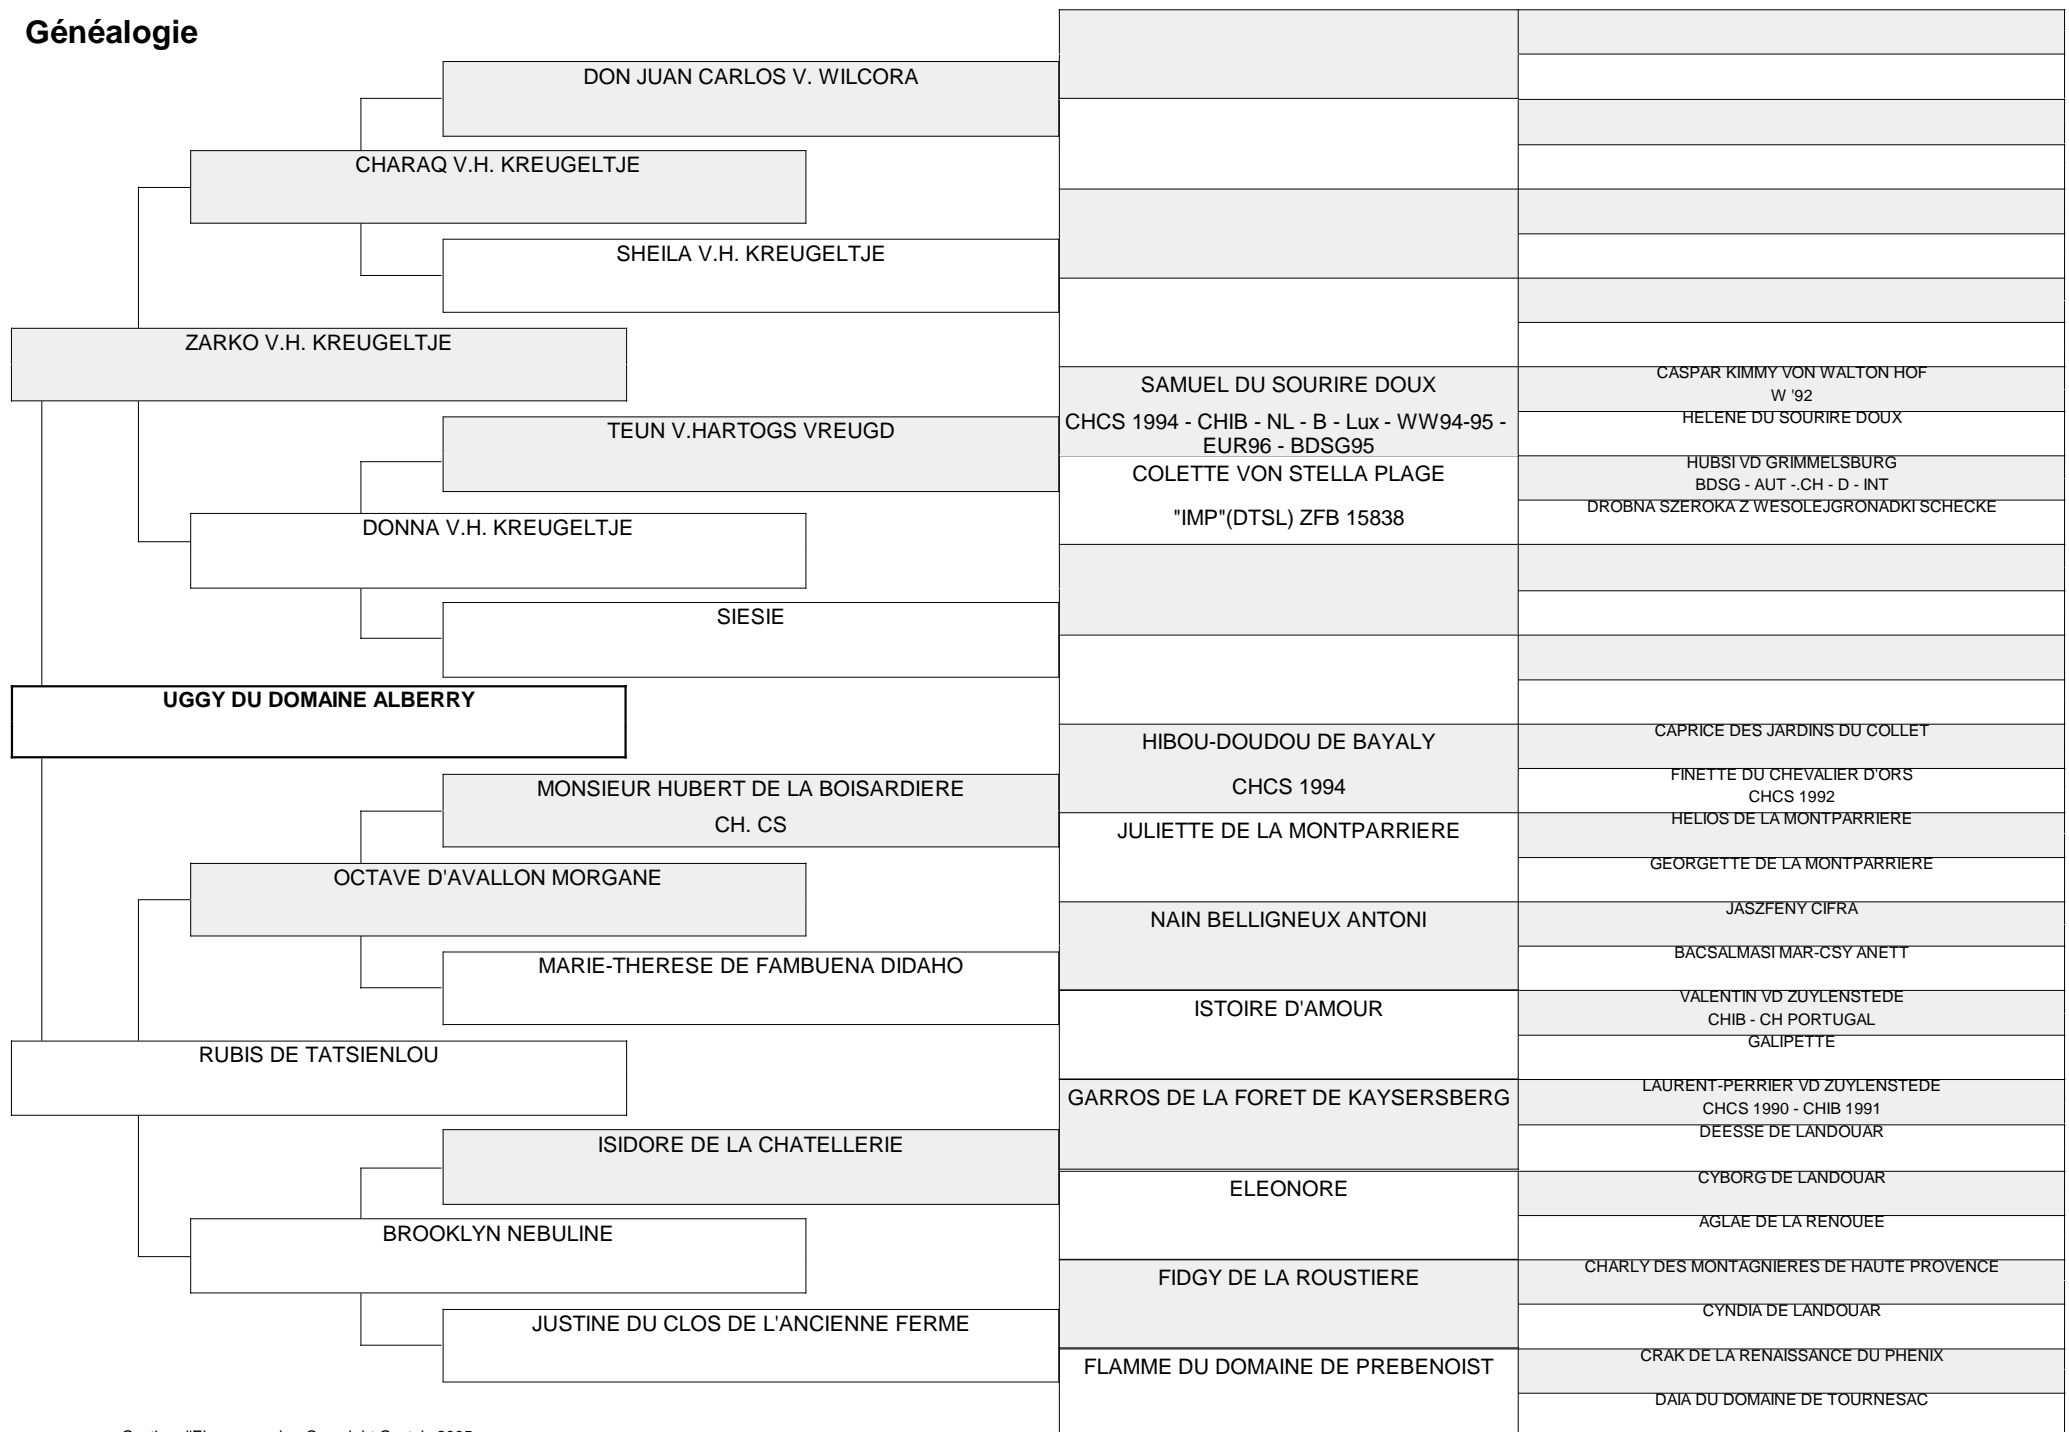 Généalogie
DON JUAN CARLOS V. WILCORA
CHARAQ V.H. KREUGELTJE
SHEILA V.H. KREUGELTJE
ZARKO V.H. KREUGELTJE
TEUN V.HARTOGS VREUGD
DONNA V.H. KREUGELTJE
SIESIE
UGGY DU DOMAINE ALBERRY
MONSIEUR HUBERT DE LA BOISARDIERE
CH. CS
OCTAVE D'AVALLON MORGANE
MARIE-THERESE DE FAMBUENA DIDAHO
RUBIS DE TATSIENLOU
ISIDORE DE LA CHATELLERIE
BROOKLYN NEBULINE
JUSTINE DU CLOS DE L'ANCIENNE FERME
SAMUEL DU SOURIRE DOUX
CHCS 1994 - CHIB - NL - B - Lux - WW94-95 -
EUR96 - BDSG95
COLETTE VON STELLA PLAGE
"IMP"(DTSL) ZFB 15838
HIBOU-DOUDOU DE BAYALY
CHCS 1994
JULIETTE DE LA MONTPARRIERE
NAIN BELLIGNEUX ANTONI
ISTOIRE D'AMOUR
GARROS DE LA FORET DE KAYSERSBERG
ELEONORE
FIDGY DE LA ROUSTIERE
FLAMME DU DOMAINE DE PREBENOIST
CASPAR KIMMY VON WALTON HOF
W '92
HELENE DU SOURIRE DOUX
HUBSI VD GRIMMELSBURG
BDSG - AUT -.CH - D - INT
DROBNA SZEROKA Z WESOLEJGRONADKI SCHECKE
CAPRICE DES JARDINS DU COLLET
FINETTE DU CHEVALIER D'ORS
CHCS 1992
HELIOS DE LA MONTPARRIERE
GEORGETTE DE LA MONTPARRIERE
JASZFENY CIFRA
BACSALMASI MAR-CSY ANETT
VALENTIN VD ZUYLENSTEDE
CHIB - CH PORTUGAL
GALIPETTE
LAURENT-PERRIER VD ZUYLENSTEDE
CHCS 1990 - CHIB 1991
DEESSE DE LANDOUAR
CYBORG DE LANDOUAR
AGLAE DE LA RENOUEE
CHARLY DES MONTAGNIERES DE HAUTE PROVENCE
CYNDIA DE LANDOUAR
CRAK DE LA RENAISSANCE DU PHENIX
DAIA DU DOMAINE DE TOURNESAC